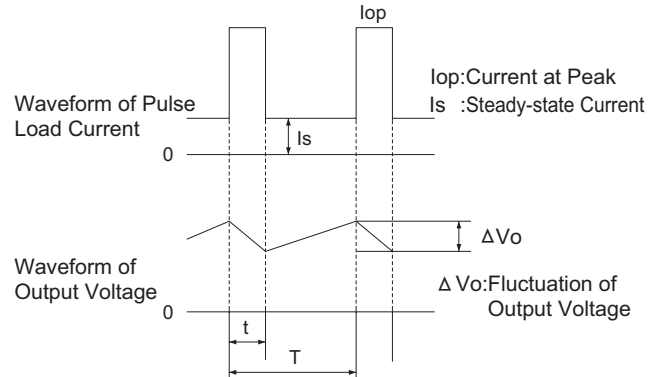 Iop
Iop:Current at Peak
Is :Steady-state Current
Waveform of Pulse
Load Current
Is
0
ΔVo
Waveform of
Output Voltage
ΔVo:Fluctuation of
Output Voltage
0
t
T